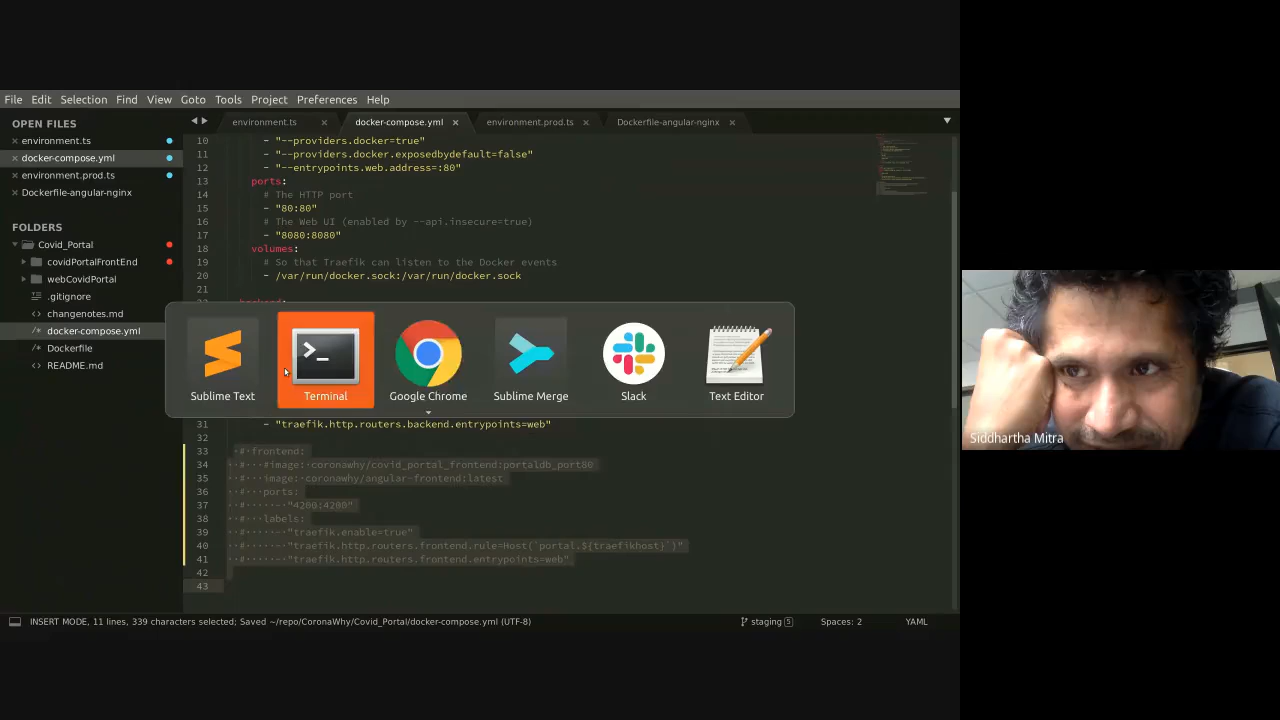 File Edit Selection Find View Goto Tools Project Preferences Help
OPEN FILES
environment.ts
docker-compose.yml
environment.prod.ts
Dockerfile-angular-nginx
FOLDERS
Covid_Portal
covidPortalFrontEnd
webCovidPortal
.gitignore
changenotes.md
docker-compose.yml
Dockerfile
README.md
environment.ts docker-compose.yml environment.prod.ts Dockerfile-angular-nginx
10 - "--providers.docker=true"
11 - "--providers.docker.exposedbydefault=false"
12 - "--entrypoints.web.address=:80"
13 ports:
14 # The HTTP port
15 - "80:80"
16 # The Web UI (enabled by --api.insecure=true)
17 - "8080:8080"
18 volumes:
19 # So that Traefik can listen to the Docker events
20 - /var/run/docker.sock:/var/run/docker.sock
21
Sublime Text Terminal Google Chrome Sublime Merge Slack Text Editor
31 - "traefik.http.routers.backend.entrypoints=web"
32
33 # frontend:
34 # #image: coronawhy/covid_portal_frontend:portaldb_port80
35 # image: coronawhy/angular-frontend:latest
36 # ports:
37 # - "4200:4200"
38 # labels:
39 # - "traefik.enable=true"
40 # - "traefik.http.routers.frontend.rule=Host(`portal.${traefikhost}`)"
41 # - "traefik.http.routers.frontend.entrypoints=web"
42
43
INSERT MODE, 11 lines, 339 characters selected; Saved ~/repo/CoronaWhy/Covid_Portal/docker-compose.yml (UTF-8) staging 5 Spaces: 2 YAML
Siddhartha Mitra